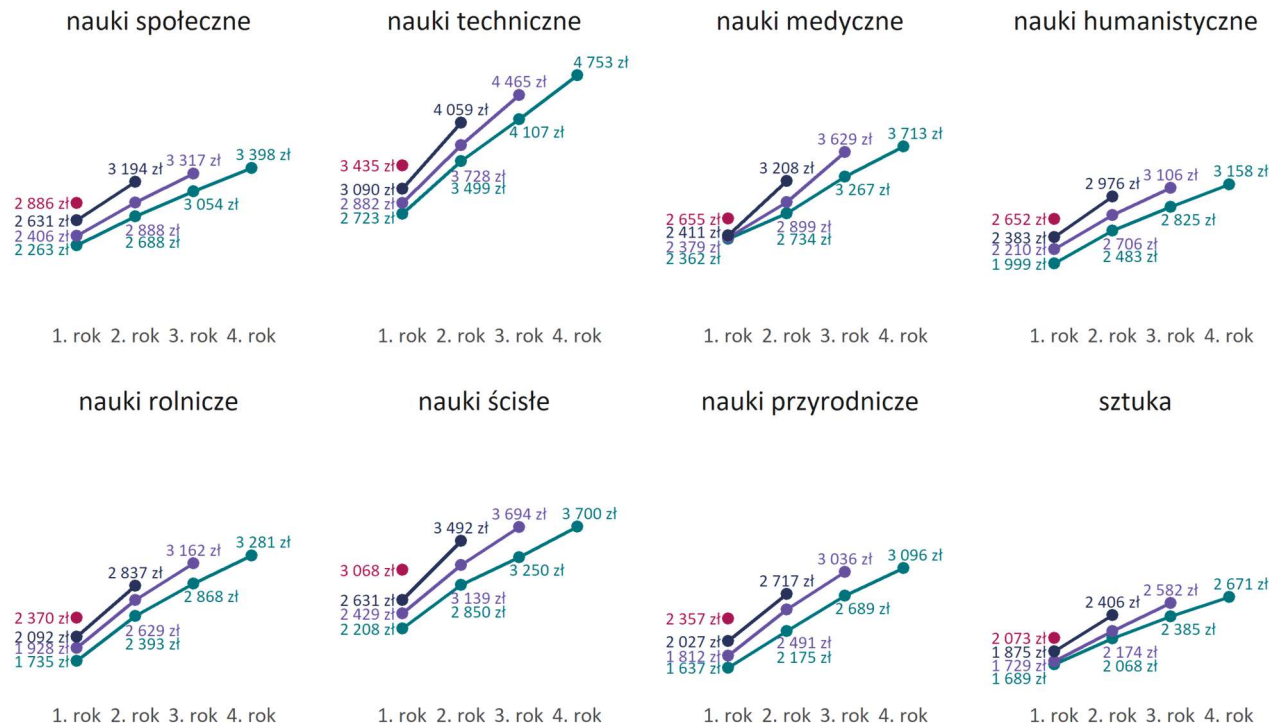 nauki społeczne
2 886 zł
2 631 zł
2 406 zł
2 263 zł
3 194 zł
2 888 zł
2 688 zł
3 317 zł
3 054 zł
3 398 zł
1. rok 2. rok 3. rok 4. rok
nauki techniczne
3 435 zł
3 090 zł
2 882 zł
2 723 zł
4 059 zł
3 728 zł
3 499 zł
4 465 zł
4 107 zł
4 753 zł
1. rok 2. rok 3. rok 4. rok
nauki medyczne
2 655 zł
2 411 zł
2 379 zł
2 362 zł
3 208 zł
2 899 zł
2 734 zł
3 629 zł
3 267 zł
3 713 zł
1. rok 2. rok 3. rok 4. rok
nauki humanistyczne
2 652 zł
2 383 zł
2 210 zł
1 999 zł
2 976 zł
2 706 zł
2 483 zł
3 106 zł
2 825 zł
3 158 zł
1. rok 2. rok 3. rok 4. rok
nauki rolnicze
2 370 zł
2 092 zł
1 928 zł
1 735 zł
2 837 zł
2 629 zł
2 393 zł
3 162 zł
2 868 zł
3 281 zł
1. rok 2. rok 3. rok 4. rok
nauki ścisłe
3 068 zł
2 631 zł
2 429 zł
2 208 zł
3 492 zł
3 139 zł
2 850 zł
3 694 zł
3 250 zł
3 700 zł
1. rok 2. rok 3. rok 4. rok
nauki przyrodnicze
2 357 zł
2 027 zł
1 812 zł
1 637 zł
2 717 zł
2 491 zł
2 175 zł
3 036 zł
2 689 zł
3 096 zł
1. rok 2. rok 3. rok 4. rok
sztuka
2 073 zł
1 875 zł
1 729 zł
1 689 zł
2 406 zł
2 174 zł
2 068 zł
2 582 zł
2 385 zł
2 671 zł
1. rok 2. rok 3. rok 4. rok